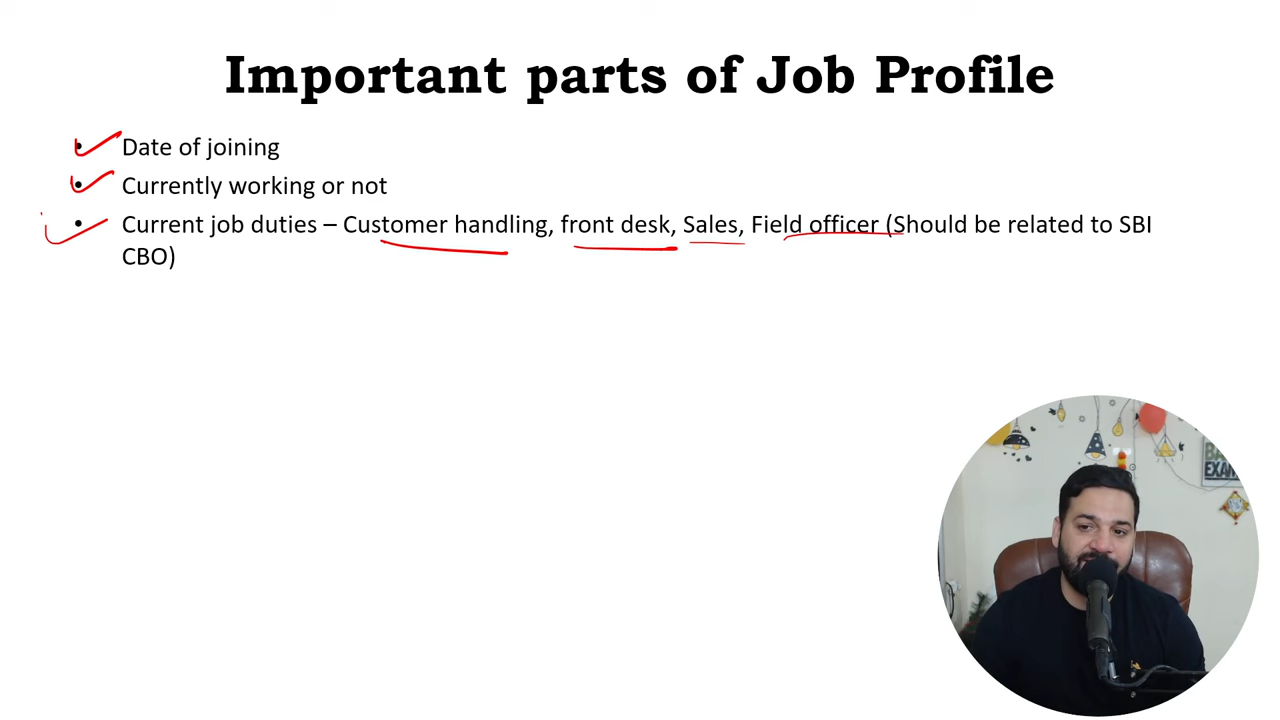 Important parts of Job Profile
• Date of joining
• Currently working or not
• Current job duties – Customer handling, front desk, Sales, Field officer (Should be related to SBI
CBO)
EXAM